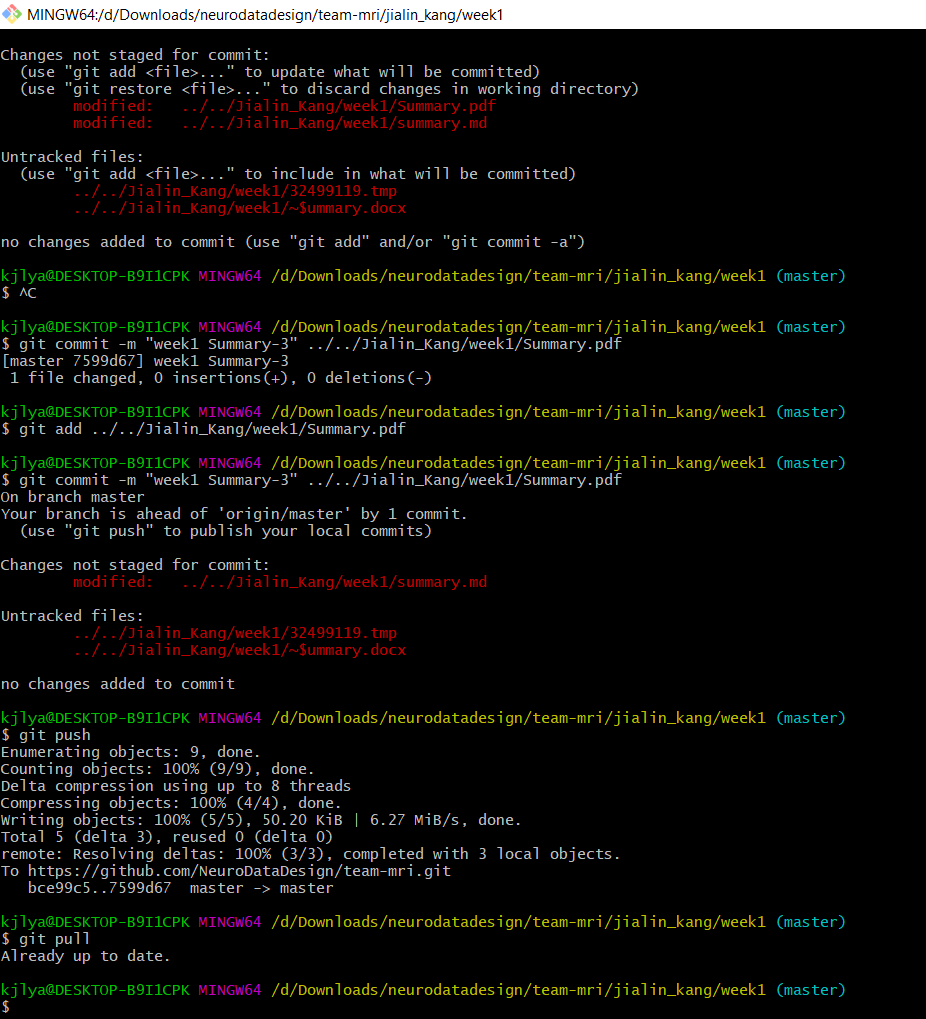 MINGW64:/d/Downloads/neurodatadesign/team-mri/jialin_kang/week1
Changes not staged for commit:
  (use "git add <file>..." to update what will be committed)
  (use "git restore <file>..." to discard changes in working directory)
        modified:   ../../Jialin_Kang/week1/Summary.pdf
        modified:   ../../Jialin_Kang/week1/summary.md

Untracked files:
  (use "git add <file>..." to include in what will be committed)
        ../../Jialin_Kang/week1/32499119.tmp
        ../../Jialin_Kang/week1/~$ummary.docx

no changes added to commit (use "git add" and/or "git commit -a")

kjlya@DESKTOP-B9I1CPK MINGW64 /d/Downloads/neurodatadesign/team-mri/jialin_kang/week1 (master)
$ ^C

kjlya@DESKTOP-B9I1CPK MINGW64 /d/Downloads/neurodatadesign/team-mri/jialin_kang/week1 (master)
$ git commit -m "week1 Summary-3" ../../Jialin_Kang/week1/Summary.pdf
[master 7599d67] week1 Summary-3
 1 file changed, 0 insertions(+), 0 deletions(-)

kjlya@DESKTOP-B9I1CPK MINGW64 /d/Downloads/neurodatadesign/team-mri/jialin_kang/week1 (master)
$ git add ../../Jialin_Kang/week1/Summary.pdf

kjlya@DESKTOP-B9I1CPK MINGW64 /d/Downloads/neurodatadesign/team-mri/jialin_kang/week1 (master)
$ git commit -m "week1 Summary-3" ../../Jialin_Kang/week1/Summary.pdf
On branch master
Your branch is ahead of 'origin/master' by 1 commit.
  (use "git push" to publish your local commits)

Changes not staged for commit:
        modified:   ../../Jialin_Kang/week1/summary.md

Untracked files:
        ../../Jialin_Kang/week1/32499119.tmp
        ../../Jialin_Kang/week1/~$ummary.docx

no changes added to commit

kjlya@DESKTOP-B9I1CPK MINGW64 /d/Downloads/neurodatadesign/team-mri/jialin_kang/week1 (master)
$ git push
Enumerating objects: 9, done.
Counting objects: 100% (9/9), done.
Delta compression using up to 8 threads
Compressing objects: 100% (4/4), done.
Writing objects: 100% (5/5), 50.20 KiB | 6.27 MiB/s, done.
Total 5 (delta 3), reused 0 (delta 0)
remote: Resolving deltas: 100% (3/3), completed with 3 local objects.
To https://github.com/NeuroDataDesign/team-mri.git
   bce99c5..7599d67  master -> master

kjlya@DESKTOP-B9I1CPK MINGW64 /d/Downloads/neurodatadesign/team-mri/jialin_kang/week1 (master)
$ git pull
Already up to date.

kjlya@DESKTOP-B9I1CPK MINGW64 /d/Downloads/neurodatadesign/team-mri/jialin_kang/week1 (master)
$